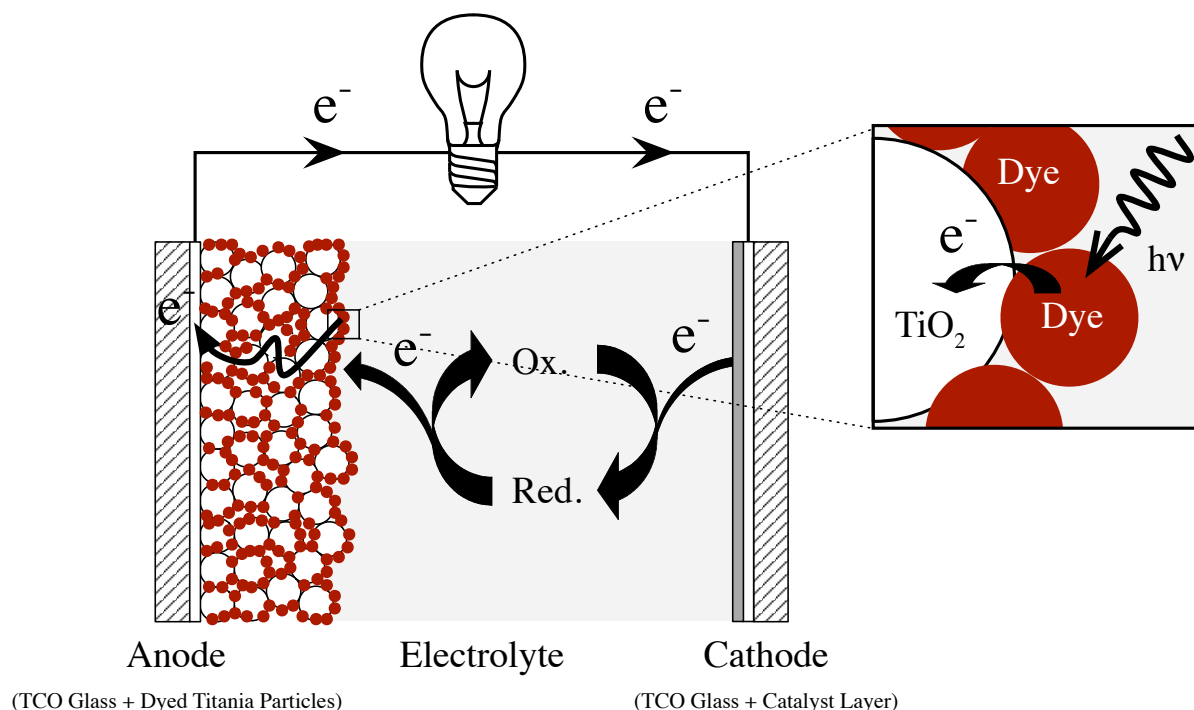 e⁻
e⁻
Dye
e⁻
hν
e⁻
TiO₂
Dye
e⁻
Ox.
e⁻
Red.
Anode
Electrolyte
Cathode
(TCO Glass + Dyed Titania Particles)
(TCO Glass + Catalyst Layer)